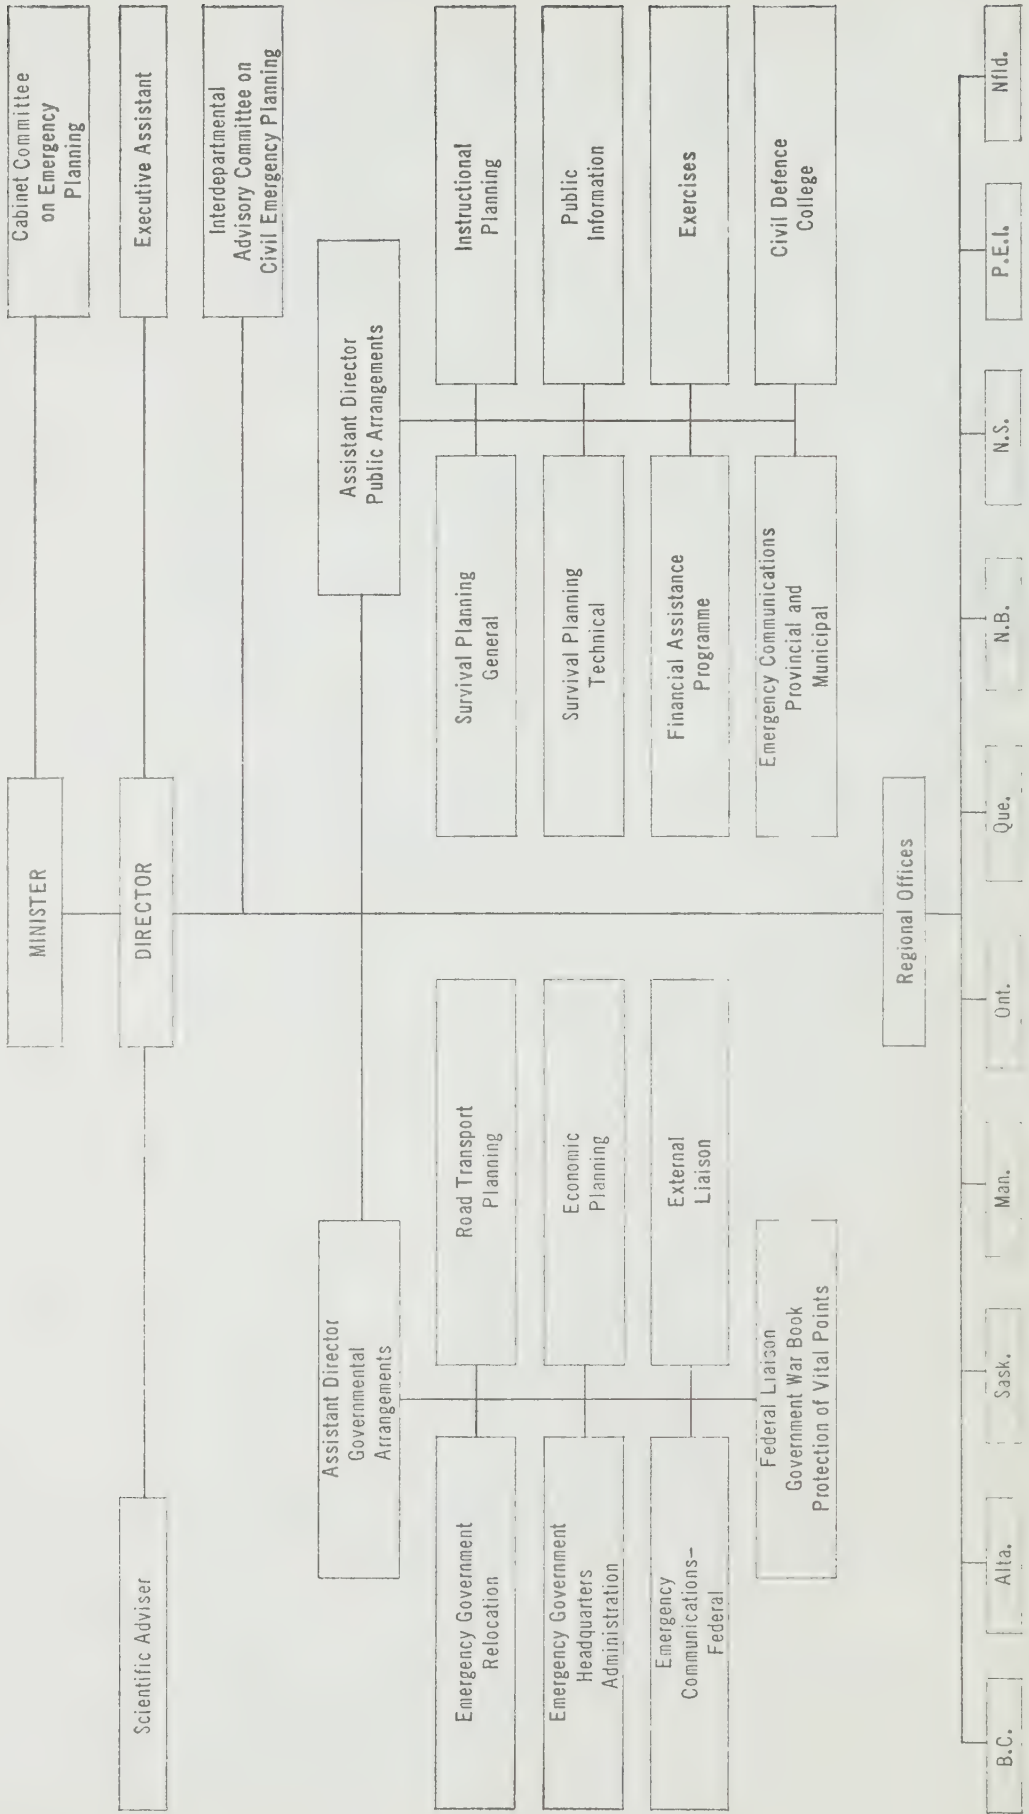 MINISTER
Cabinet Committee
on Emergency
Planning
Scientific Adviser
DIRECTOR
Executive Assistant
Interdepartmental
Advisory Committee on
Civil Emergency Planning
Assistant Director
Governmental
Arrangements
Assistant Director
Public Arrangements
Emergency Government
Relocation
Road Transport
Planning
Survival Planning
General
Instructional
Planning
Emergency Government
Headquarters
Administration
Economic
Planning
Survival Planning
Technical
Public
Information
Emergency
Communications–
Federal
External
Liaison
Financial Assistance
Programme
Exercises
Federal Liaison
Government War Book
Protection of Vital Points
Emergency Communications
Provincial and
Municipal
Civil Defence
College
Regional Offices
B.C.
Alta.
Sask.
Man.
Ont.
Que.
N.B.
N.S.
P.E.I.
Nfld.